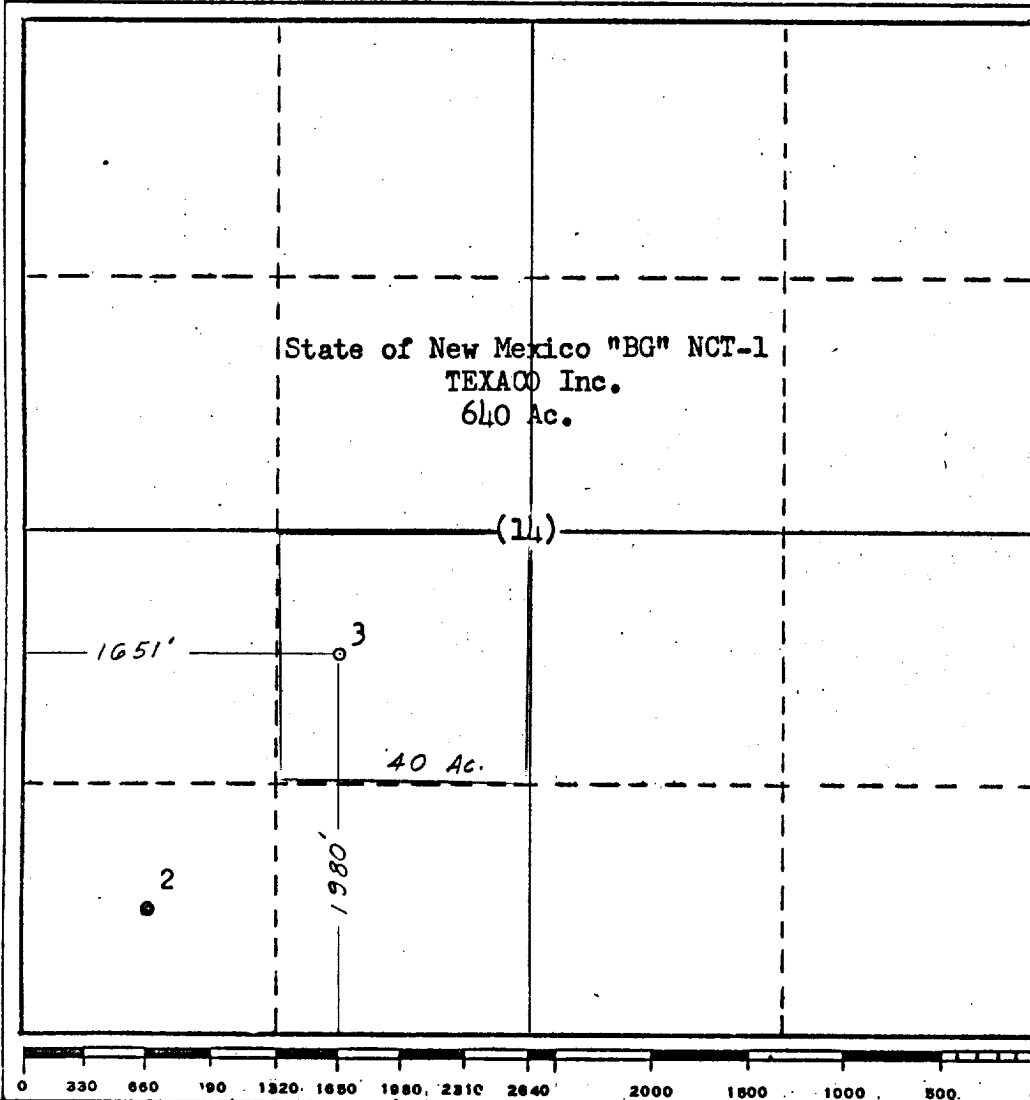 State of New Mexico "BG" NCT-1
TEXACO Inc.
640 Ac.
(14)
3
1651'
40 Ac.
1980'
2
0 330 660 '90 1320. 1650 1980, 2310 2640 2000 1500 1000 500.